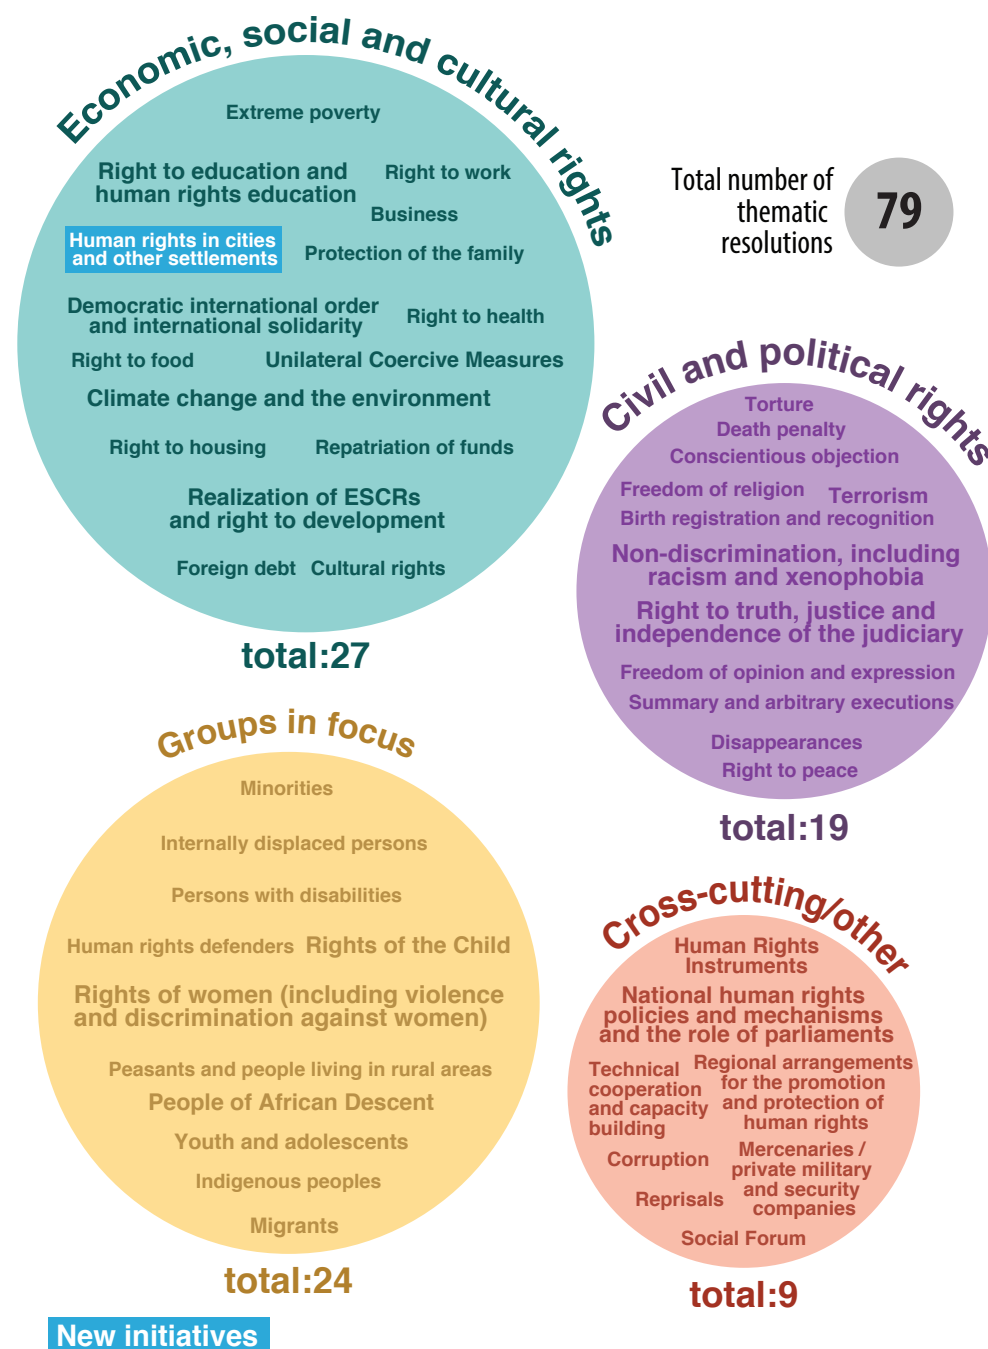 Economic, social and cultural rights
Extreme poverty
Right to education and
human rights education
Right to work
Business
Human rights in cities
and other settlements
Protection of the family
Democratic international order
and international solidarity
Right to health
Right to food
Unilateral Coercive Measures
Climate change and the environment
Right to housing
Repatriation of funds
Realization of ESCRs
and right to development
Foreign debt
Cultural rights
total:27
Total number of
thematic
resolutions
79
Civil and political rights
Torture
Death penalty
Conscientious objection
Freedom of religion
Terrorism
Birth registration and recognition
Non-discrimination, including
racism and xenophobia
Right to truth, justice and
independence of the judiciary
Freedom of opinion and expression
Summary and arbitrary executions
Disappearances
Right to peace
total:19
Groups in focus
Minorities
Internally displaced persons
Persons with disabilities
Human rights defenders
Rights of the Child
Rights of women (including violence
and discrimination against women)
Peasants and people living in rural areas
People of African Descent
Youth and adolescents
Indigenous peoples
Migrants
total:24
Cross-cutting/other
Human Rights
Instruments
National human rights
policies and mechanisms
and the role of parliaments
Technical
cooperation
and capacity
building
Regional arrangements
for the promotion
and protection of
human rights
Corruption
Mercenaries /
private military
and security
companies
Reprisals
Social Forum
total:9
New initiatives